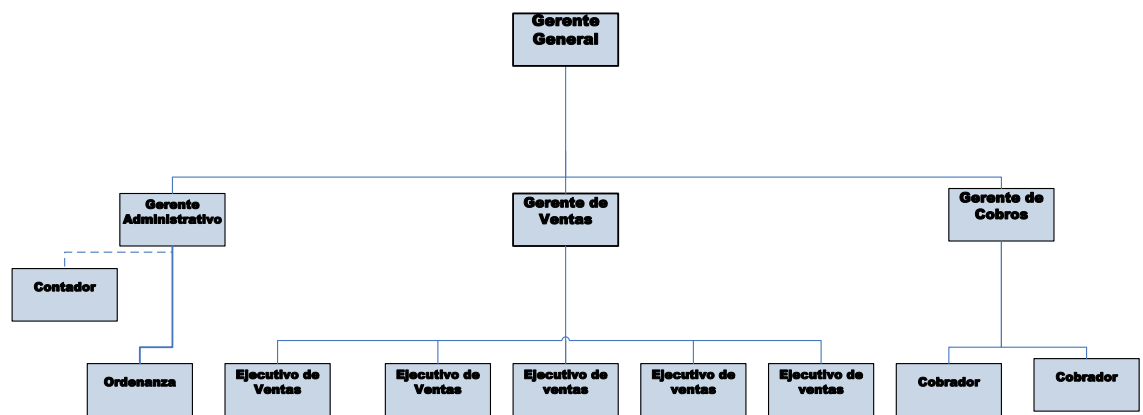 Gerente
General
Gerente
Administrativo
Gerente de
Ventas
Gerente de
Cobros
Contador
Ordenanza
Ejecutivo de
Ventas
Ejecutivo de
Ventas
Ejecutivo de
ventas
Ejecutivo de
ventas
Ejecutivo de
ventas
Cobrador
Cobrador